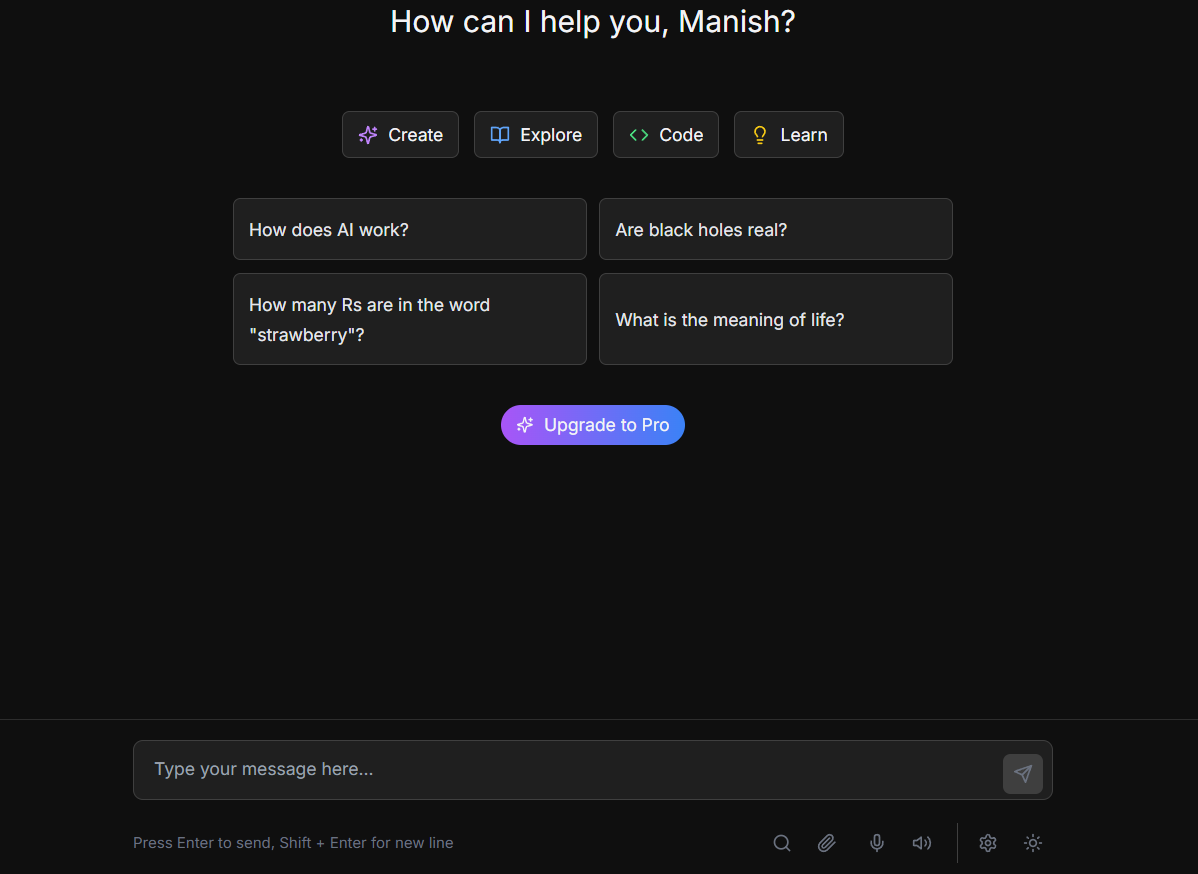 How can I help you, Manish?
Create
Explore
Code
Learn
How does AI work?
Are black holes real?
How many Rs are in the word
"strawberry"?
What is the meaning of life?
Upgrade to Pro
Type your message here...
Press Enter to send, Shift + Enter for new line